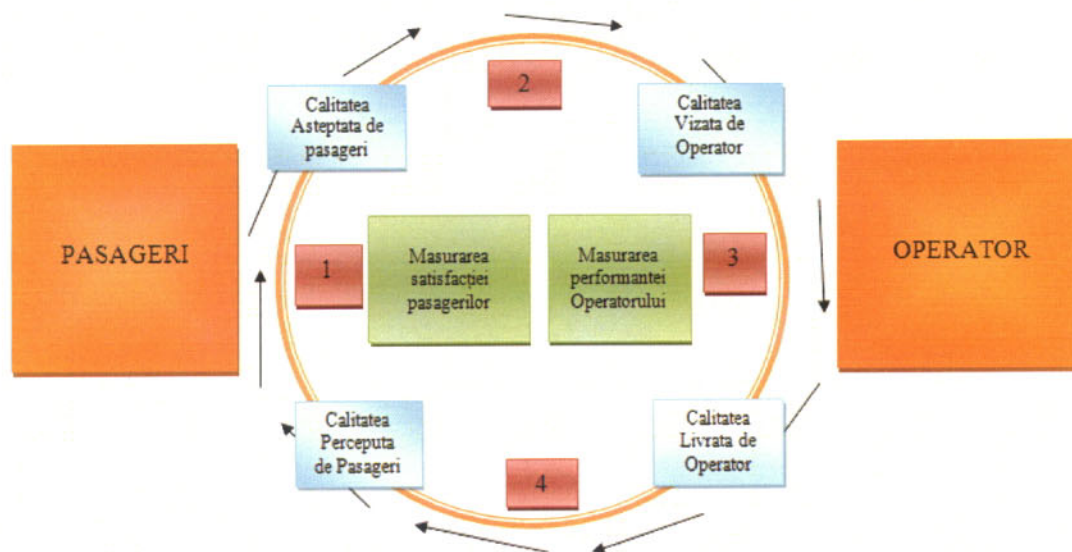 2
Calitatea
Asteptata de
pasageri
Calitatea
Vizata de
Operator
PASAGERI
1
Masurarea
satisfacției
pasagerilor
Masurarea
performantei
Operatorului
3
OPERATOR
Calitatea
Perceputa
de Pasageri
4
Calitatea
Livrata de
Operator